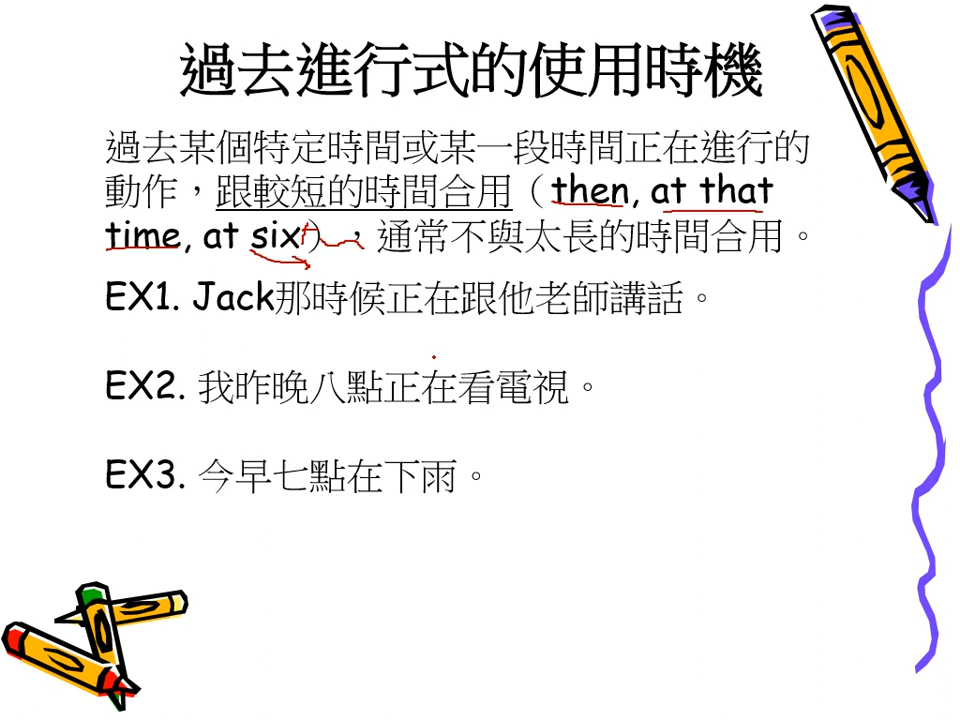 過去進行式的使用時機
過去某個特定時間或某一段時間正在進行的
動作，跟較短的時間合用（then, at that
time, at six），通常不與太長的時間合用。
EX1. Jack那時候正在跟他老師講話。
EX2. 我昨晚八點正在看電視。
EX3. 今早七點在下雨。